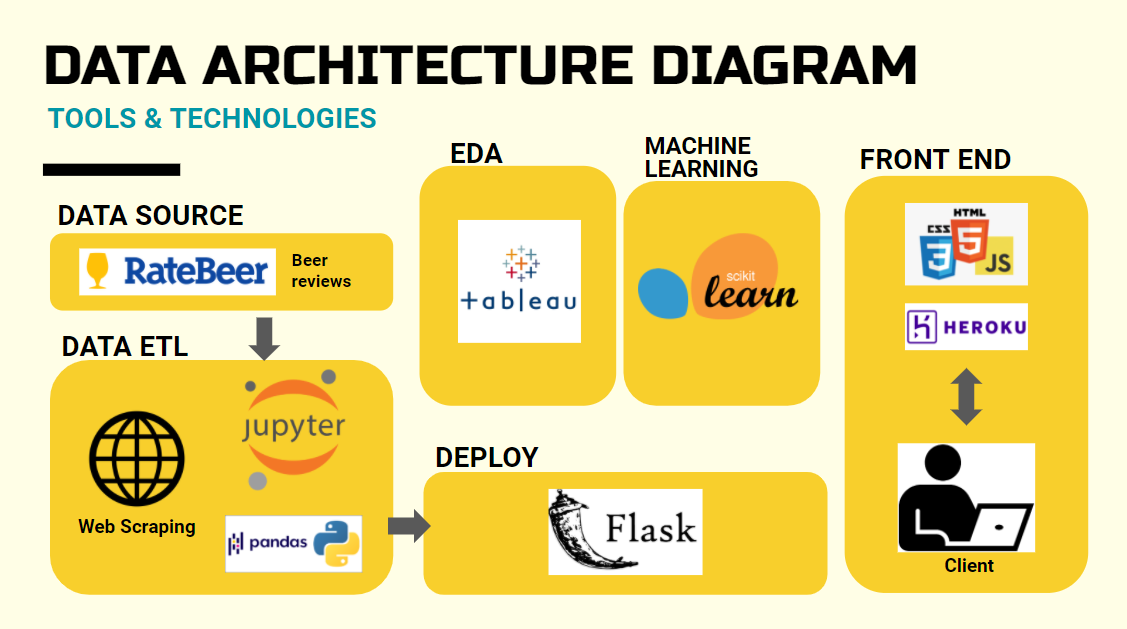 DATA ARCHITECTURE DIAGRAM
TOOLS & TECHNOLOGIES
DATA SOURCE
RateBeer
Beer
reviews
DATA ETL
jupyter
Web Scraping
pandas
EDA
+ableau
MACHINE
LEARNING
scikit
learn
DEPLOY
Flask
FRONT END
HTML
CSS
3
5
JS
HEROKU
Client